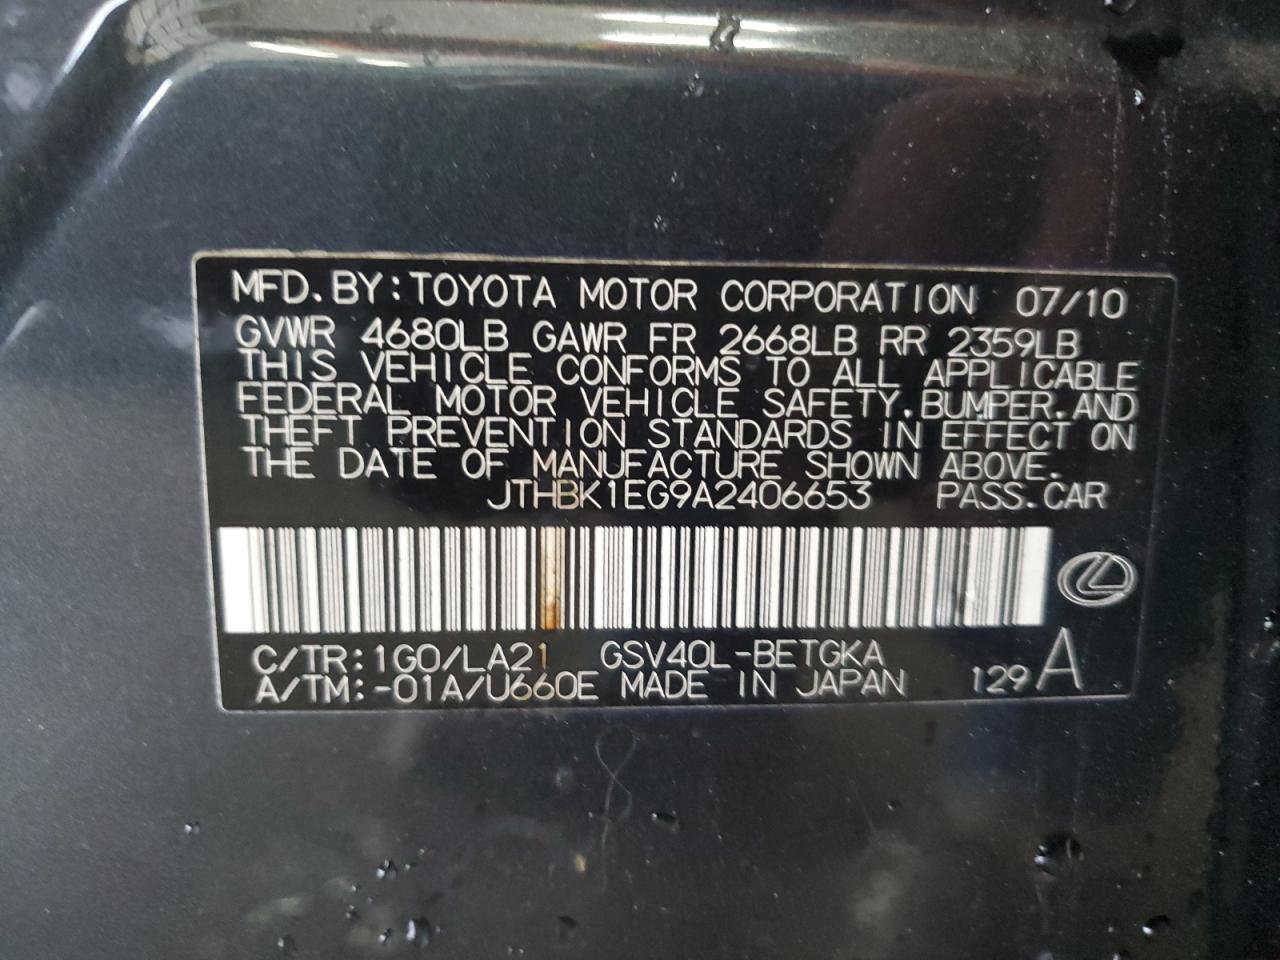 MFD. BY: TOYOTA MOTOR CORPORATION 07/10
GVWR 4680LB GAWR FR 2668LB RR 2359LB
THIS VEHICLE CONFORMS TO ALL APPLICABLE
FEDERAL MOTOR VEHICLE SAFETY, BUMPER, AND
THEFT PREVENTION STANDARDS IN EFFECT ON
THE DATE OF MANUFACTURE SHOWN ABOVE.
JTHBK1EG9A2406653 PASS. CAR
C/TR: 1G0/LA21 GSV40L-BETGKA
A/TM: -01A/U660E MADE IN JAPAN 129 A